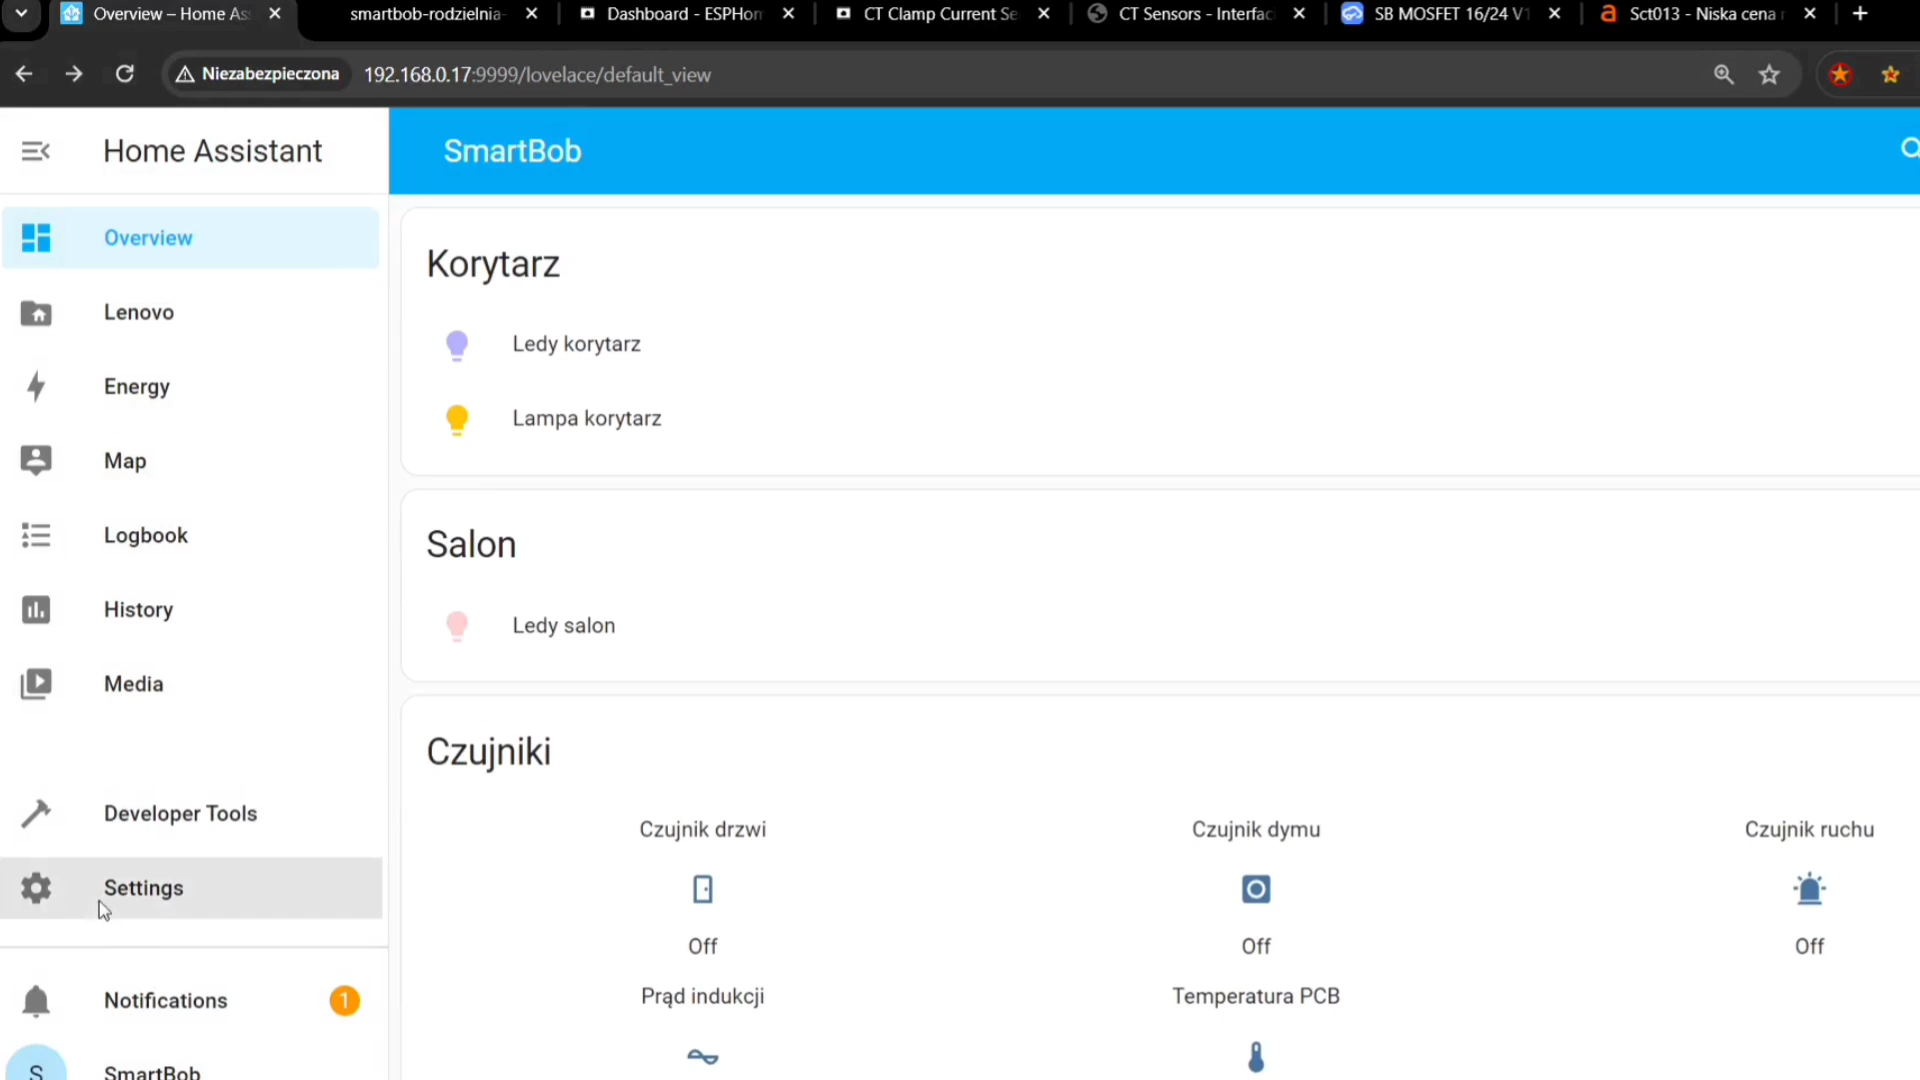 Overview – Home As
smartbob-rodzielnia-
Dashboard - ESPHom
CT Clamp Current Se
CT Sensors - Interfac
SB MOSFET 16/24 V1
Sct013 - Niska cena
Niezabezpieczona
192.168.0.17:9999/lovelace/default_view
Home Assistant
SmartBob
Overview
Lenovo
Energy
Map
Logbook
History
Media
Developer Tools
Settings
Notifications
1
S
SmartBob
Korytarz
Ledy korytarz
Lampa korytarz
Salon
Ledy salon
Czujniki
Czujnik drzwi
Czujnik dymu
Czujnik ruchu
Off
Off
Off
Prąd indukcji
Temperatura PCB